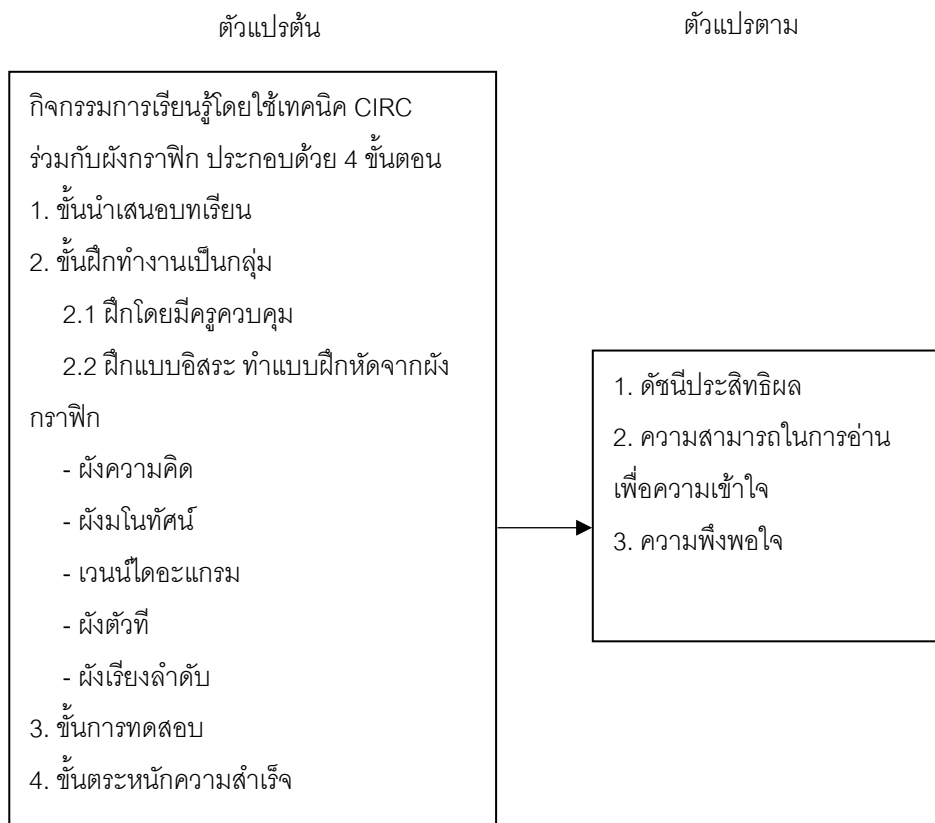 ตัวแปรต้น
ตัวแปรตาม
กิจกรรมการเรียนรู้โดยใช้เทคนิค CIRC
ร่วมกับผังกราฟิก ประกอบด้วย 4 ขั้นตอน
1. ขั้นนำเสนอบทเรียน
2. ขั้นฝึกทำงานเป็นกลุ่ม
2.1 ฝึกโดยมีครูควบคุม
2.2 ฝึกแบบอิสระ ทำแบบฝึกหัดจากผัง
กราฟิก
- ผังความคิด
- ผังมโนทัศน์
- เวนน์ไดอะแกรม
- ผังตัวที
- ผังเรียงลำดับ
3. ขั้นการทดสอบ
4. ขั้นตระหนักความสำเร็จ
1. ดัชนีประสิทธิผล
2. ความสามารถในการอ่าน
เพื่อความเข้าใจ
3. ความพึงพอใจ